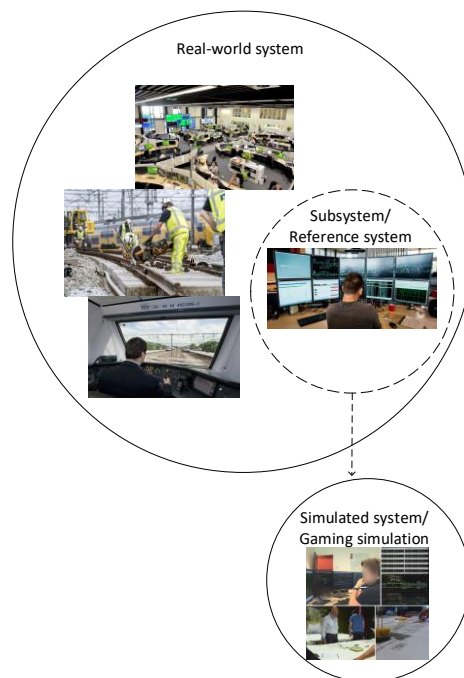 Real-world system
Subsystem/
Reference system
Simulated system/
Gaming simulation